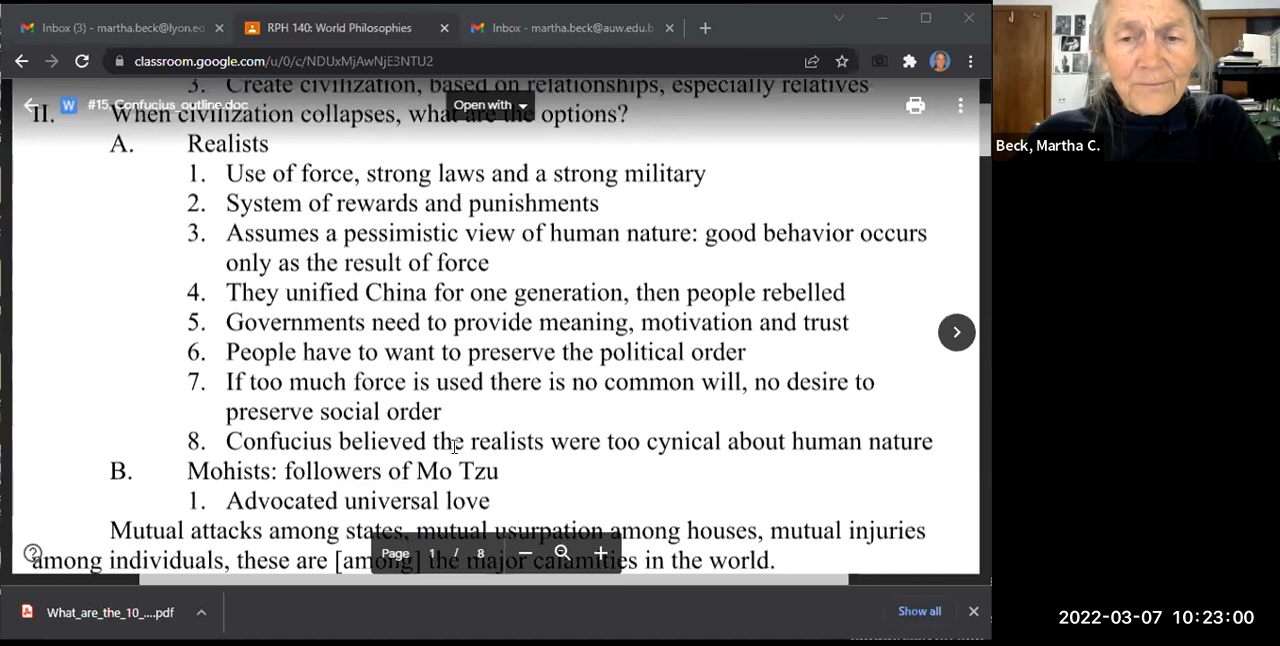 Inbox (3) - martha.beck@lyon.ec
RPH 140: World Philosophies
Inbox - martha.beck@auw.edu.b
classroom.google.com/u/0/c/NDUxMjAwNjE3NTU2
3. Create civilization, based on relationships, especially relatives
#15, Confucius_outline.doc
Open with
II. When civilization collapses, what are the options?
A. Realists
1. Use of force, strong laws and a strong military
2. System of rewards and punishments
3. Assumes a pessimistic view of human nature: good behavior occurs
only as the result of force
4. They unified China for one generation, then people rebelled
5. Governments need to provide meaning, motivation and trust
6. People have to want to preserve the political order
7. If too much force is used there is no common will, no desire to
preserve social order
8. Confucius believed the realists were too cynical about human nature
B. Mohists: followers of Mo Tzu
1. Advocated universal love
Mutual attacks among states, mutual usurpation among houses, mutual injuries
among individuals, these are [among] the major calamities in the world.
Page 1 / 8
What_are_the_10_....pdf
Show all
Beck, Martha C.
2022-03-07 10:23:00